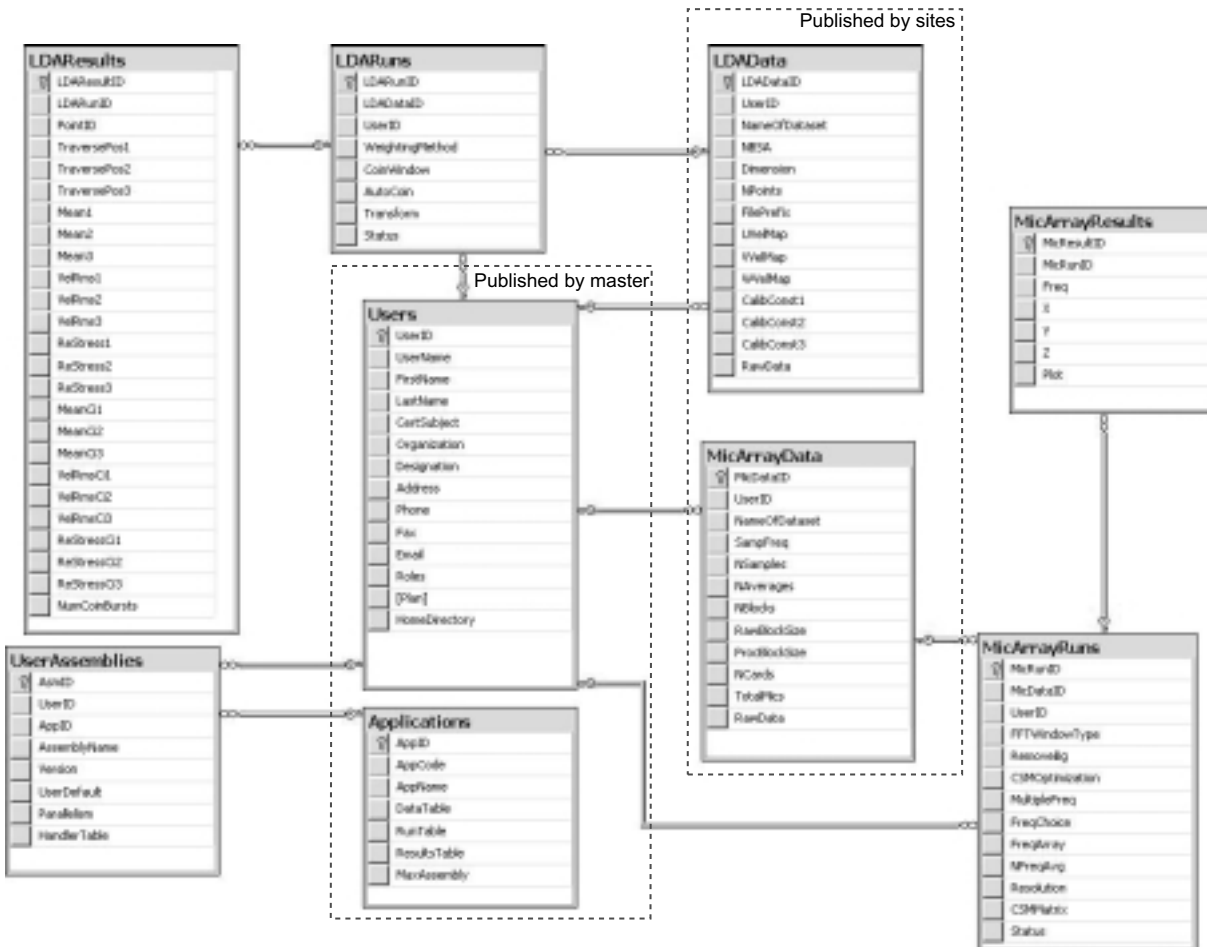 Published by sites
LDAResults
LDAResultID
LDARunID
PointID
TraversePos1
TraversePos2
TraversePos3
Mean1
Mean2
Mean3
VelRms1
VelRms2
VelRms3
ReStress1
ReStress2
ReStress3
MeanCI1
MeanCI2
MeanCI3
VelRmsCI1
VelRmsCI2
VelRmsCI3
ReStressCI1
ReStressCI2
ReStressCI3
NumCoinBursts
LDARuns
LDARunID
LDADataID
UserID
WeightingMethod
CoinWindow
AutoCoin
Transform
Status
LDAData
LDADataID
UserID
NameOfDataset
NBSA
Dimension
NPoints
FilePrefix
UVelMap
VVelMap
WVelMap
CalibConst1
CalibConst2
CalibConst3
RawData
MicArrayResults
MicResultID
MicRunID
Freq
X
Y
Z
Plot
Published by master
Users
UserID
UserName
FirstName
LastName
CertSubject
Organization
Designation
Address
Phone
Fax
Email
Roles
[Plan]
HomeDirectory
MicArrayData
MicDataID
UserID
NameOfDataset
SampFreq
NSamples
NAverages
NBlocks
RawBlockSize
ProcBlockSize
NCards
TotalMics
RawData
UserAssemblies
AsmID
UserID
AppID
AssemblyName
Version
UserDefault
Parallelism
HandlerTable
Applications
AppID
AppCode
AppName
DataTable
RunTable
ResultsTable
MaxAssembly
MicArrayRuns
MicRunID
MicDataID
UserID
FFTWindowType
RemoveBg
CSMOptimization
MultipleFreq
FreqChoice
FreqArray
NFreqAvg
Resolution
CSMMatrix
Status